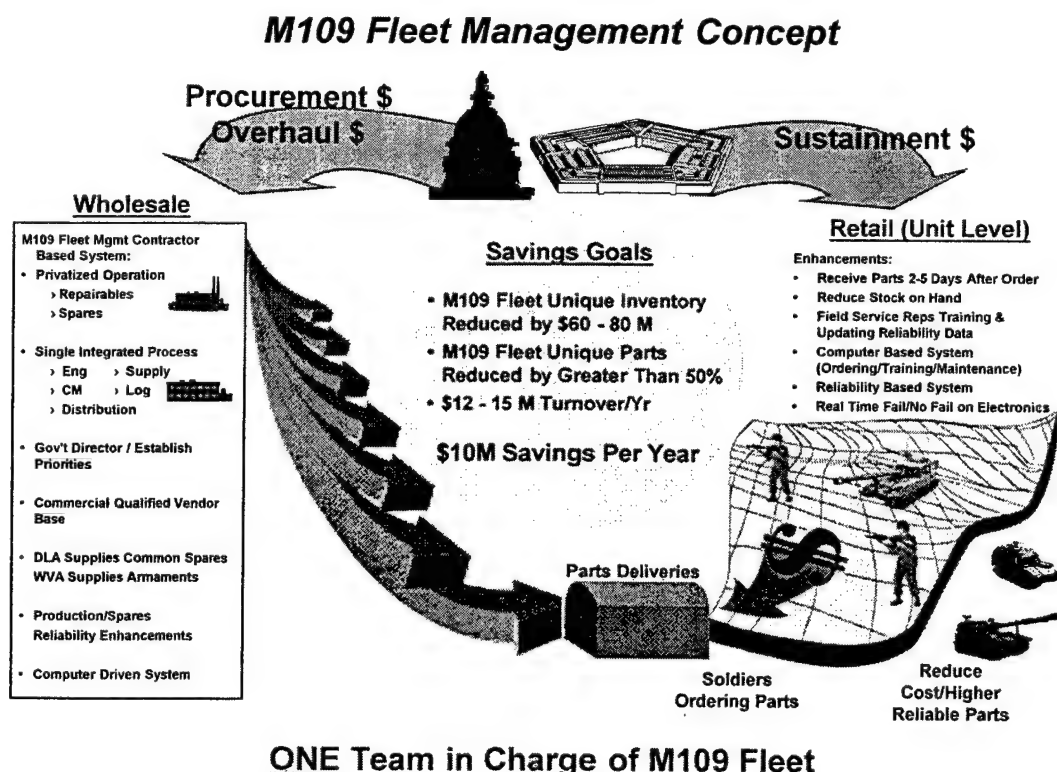 M109 Fleet Management Concept
Procurement $
Overhaul $
Sustainment $
Wholesale
M109 Fleet Mgmt Contractor
Based System:
• Privatized Operation
› Repairables
› Spares
• Single Integrated Process
› Eng › Supply
› CM › Log
› Distribution
• Gov't Director / Establish
Priorities
• Commercial Qualified Vendor
Base
• DLA Supplies Common Spares
WVA Supplies Armaments
• Production/Spares
Reliability Enhancements
• Computer Driven System
Savings Goals
• M109 Fleet Unique Inventory
Reduced by $60 - 80 M
• M109 Fleet Unique Parts
Reduced by Greater Than 50%
• $12 - 15 M Turnover/Yr
$10M Savings Per Year
Retail (Unit Level)
Enhancements:
• Receive Parts 2-5 Days After Order
• Reduce Stock on Hand
• Field Service Reps Training &
Updating Reliability Data
• Computer Based System
(Ordering/Training/Maintenance)
• Reliability Based System
• Real Time Fail/No Fail on Electronics
$
Parts Deliveries
Soldiers
Ordering Parts
Reduce
Cost/Higher
Reliable Parts
ONE Team in Charge of M109 Fleet